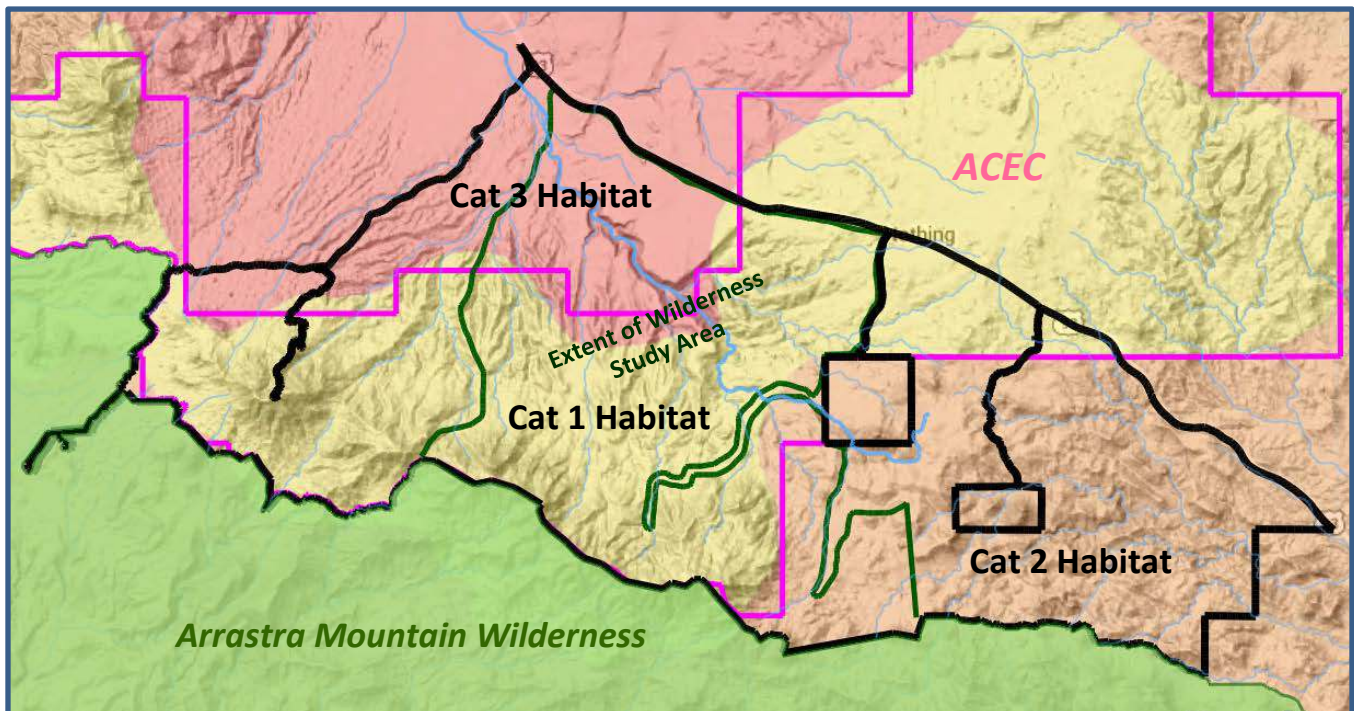 Cat 3 Habitat
ACEC
Extent of Wilderness
Study Area
Cat 1 Habitat
Cat 2 Habitat
Arrastra Mountain Wilderness